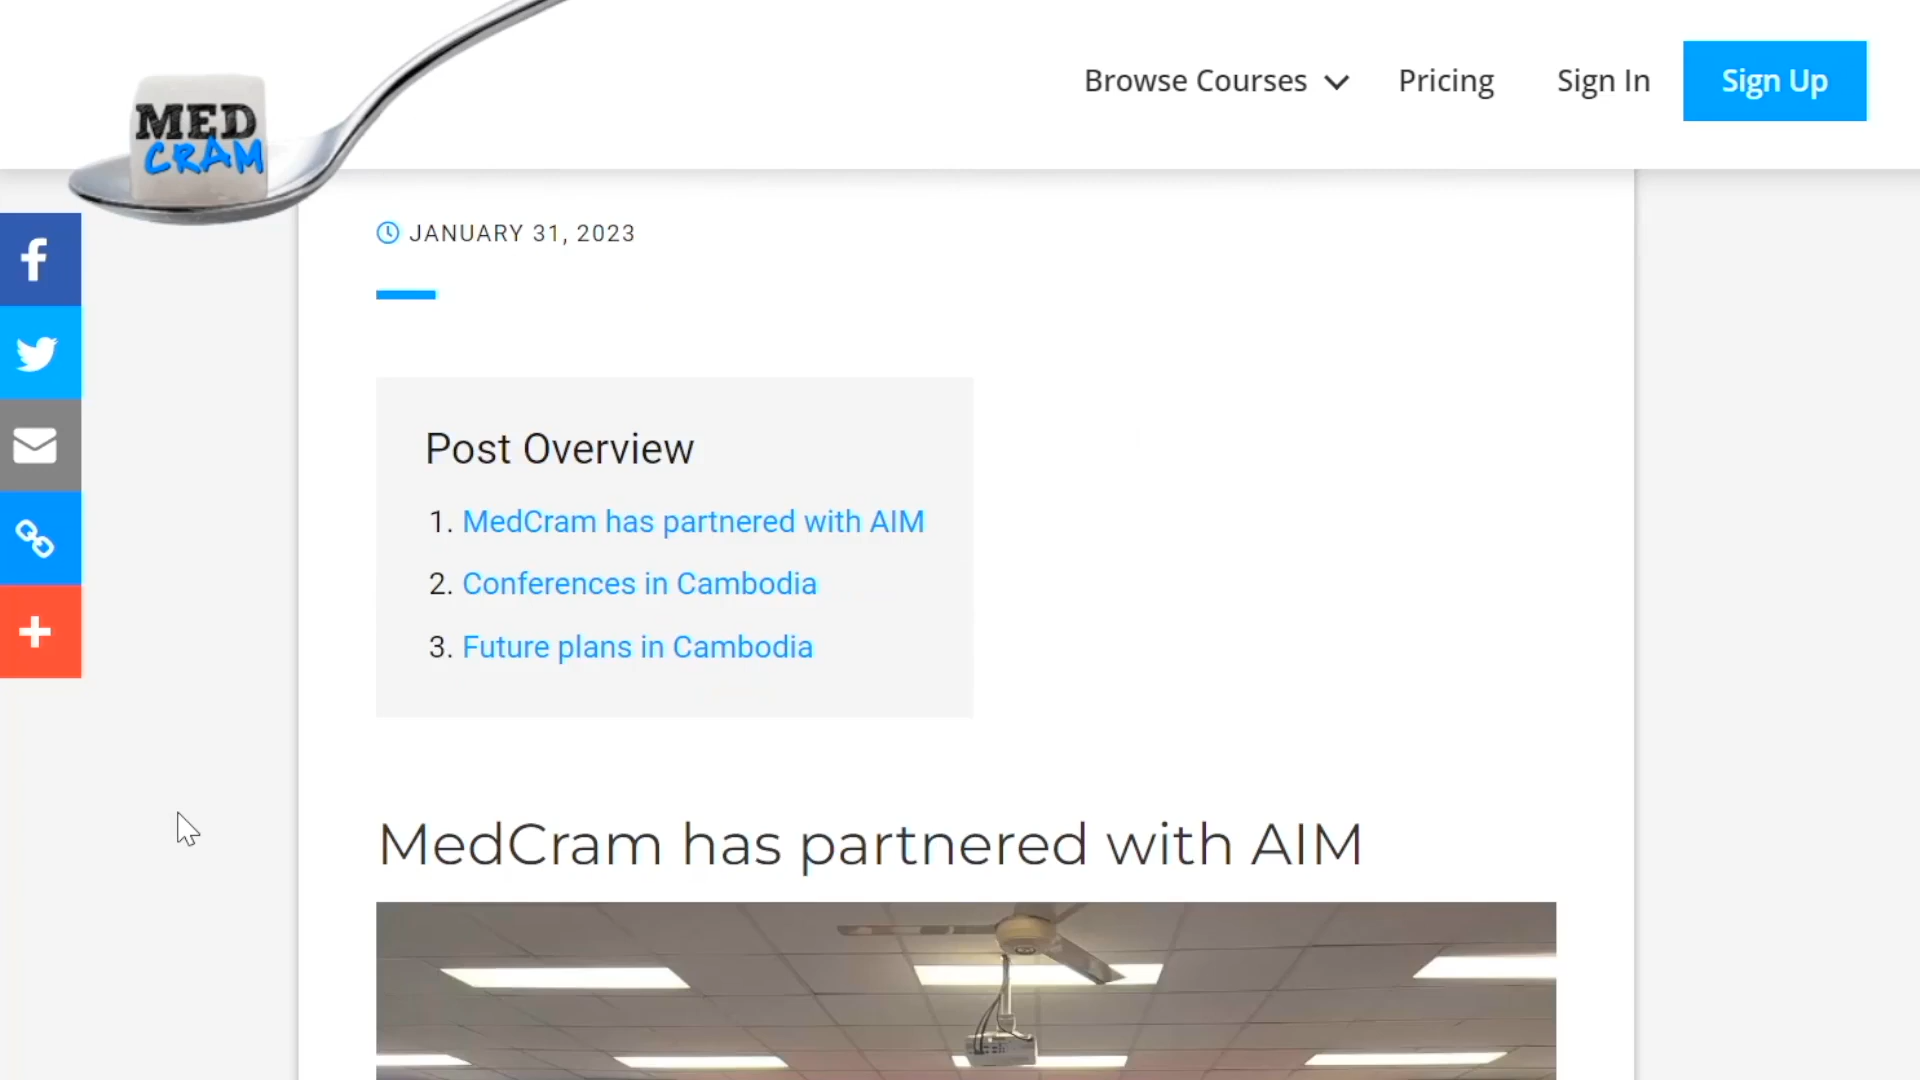 MED
CRAM
Browse Courses
Pricing
Sign In
Sign Up
JANUARY 31, 2023
Post Overview
1. MedCram has partnered with AIM
2. Conferences in Cambodia
3. Future plans in Cambodia
MedCram has partnered with AIM